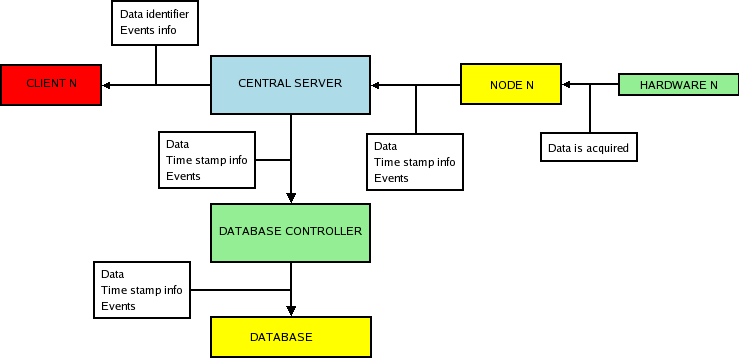 Data identifier
Events info
CLIENT N
CENTRAL SERVER
NODE N
HARDWARE N
Data
Time stamp info
Events
Data
Time stamp info
Events
Data is acquired
DATABASE CONTROLLER
Data
Time stamp info
Events
DATABASE